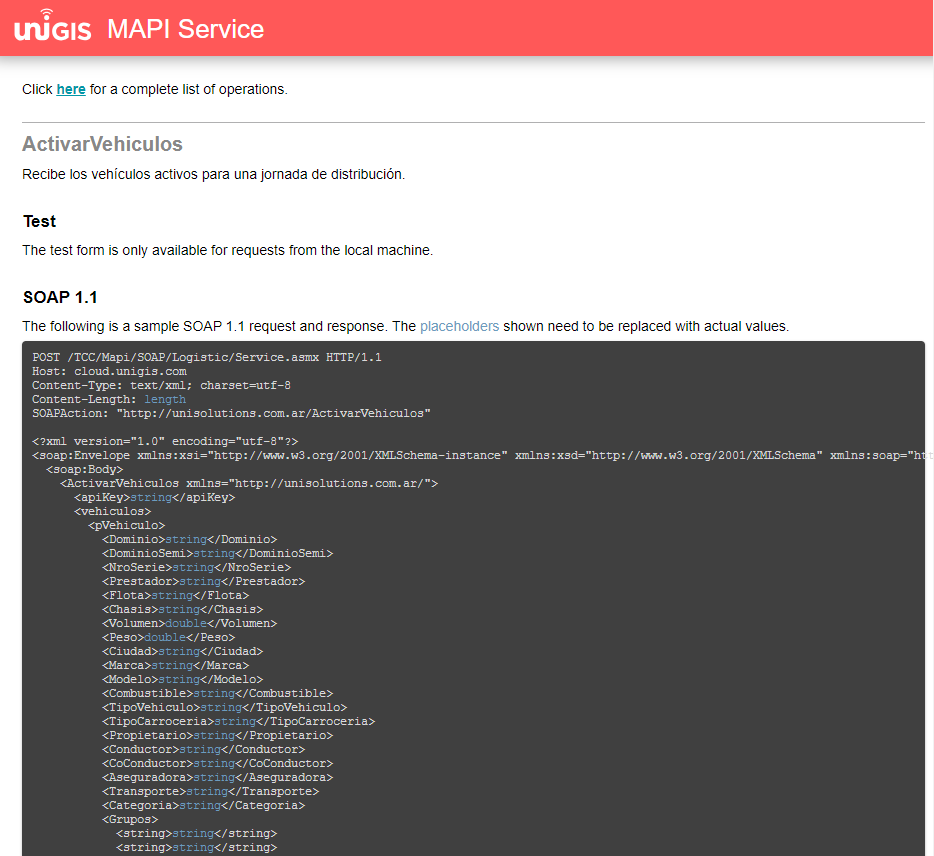 unigis MAPI Service
Click here for a complete list of operations.
ActivarVehiculos
Recibe los vehículos activos para una jornada de distribución.
Test
The test form is only available for requests from the local machine.
SOAP 1.1
The following is a sample SOAP 1.1 request and response. The placeholders shown need to be replaced with actual values.
POST /TCC/Mapi/SOAP/Logistic/Service.asmx HTTP/1.1
Host: cloud.unigis.com
Content-Type: text/xml; charset=utf-8
Content-Length: length
SOAPAction: "http://unisolutions.com.ar/ActivarVehiculos"
<?xml version="1.0" encoding="utf-8"?>
<soap:Envelope xmlns:xsi="http://www.w3.org/2001/XMLSchema-instance" xmlns:xsd="http://www.w3.org/2001/XMLSchema" xmlns:soap="htt
<soap:Body>
<ActivarVehiculos xmlns="http://unisolutions.com.ar/">
<apiKey>string</apiKey>
<vehiculos>
<pVehiculo>
<Dominio>string</Dominio>
<DominioSemi>string</DominioSemi>
<NroSerie>string</NroSerie>
<Prestador>string</Prestador>
<Flota>string</Flota>
<Chasis>string</Chasis>
<Volumen>double</Volumen>
<Peso>double</Peso>
<Ciudad>string</Ciudad>
<Marca>string</Marca>
<Modelo>string</Modelo>
<Combustible>string</Combustible>
<TipoVehiculo>string</TipoVehiculo>
<TipoCarroceria>string</TipoCarroceria>
<Propietario>string</Propietario>
<Conductor>string</Conductor>
<CoConductor>string</CoConductor>
<Aseguradora>string</Aseguradora>
<Transporte>string</Transporte>
<Categoria>string</Categoria>
<Grupos>
<string>string</string>
<string>string</string>